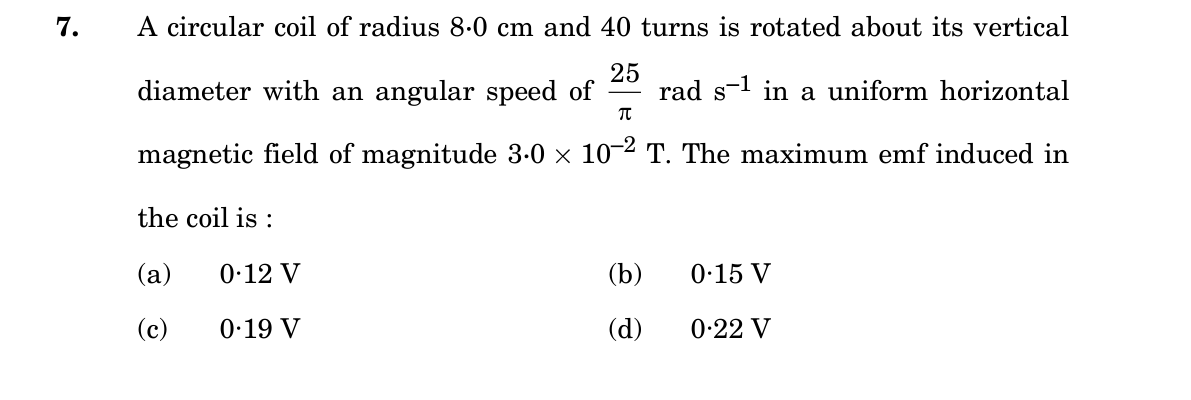 7. A circular coil of radius 8·0 cm and 40 turns is rotated about its vertical
diameter with an angular speed of 25/π rad s⁻¹ in a uniform horizontal
magnetic field of magnitude 3·0 × 10⁻² T. The maximum emf induced in
the coil is :
(a) 0·12 V (b) 0·15 V
(c) 0·19 V (d) 0·22 V